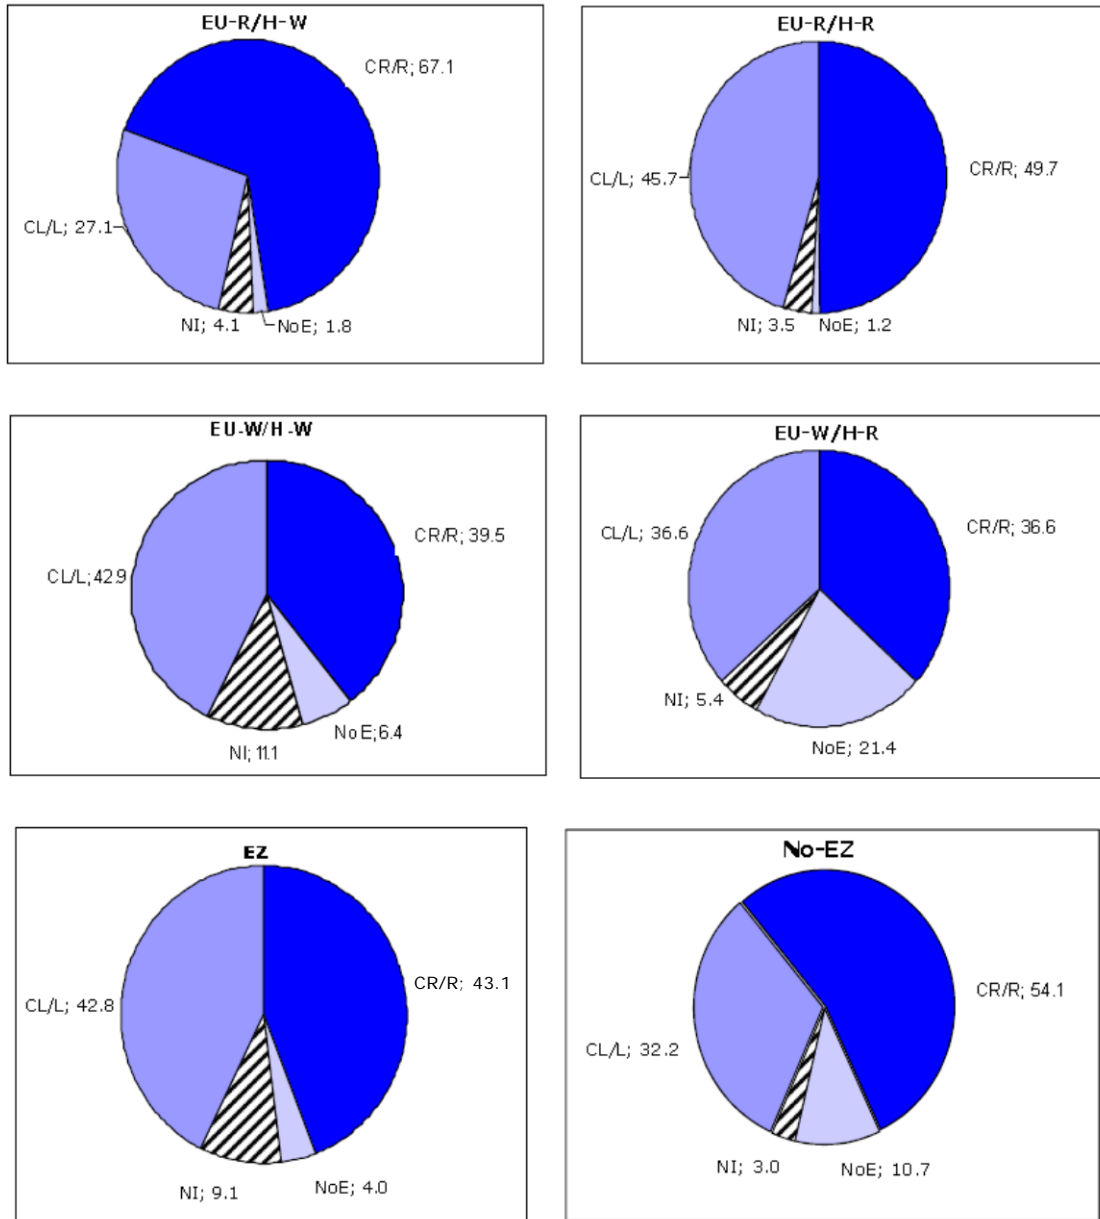 EU-R/H-W
CR/R; 67.1
CL/L; 27.1
NI; 4.1
NoE; 1.8
EU-R/H-R
CR/R; 49.7
CL/L; 45.7
NI; 3.5
NoE; 1.2
EU-W/H-W
CR/R; 39.5
CL/L;42.9
NoE;6.4
NI; 11.1
EU-W/H-R
CR/R; 36.6
CL/L; 36.6
NI; 5.4
NoE; 21.4
EZ
CR/R; 43.1
CL/L; 42.8
NI; 9.1
NoE; 4.0
No-EZ
CR/R; 54.1
CL/L; 32.2
NI; 3.0
NoE; 10.7